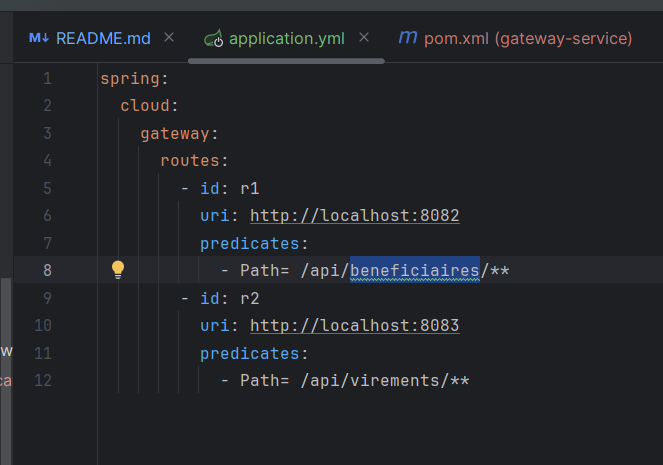 M↓ README.md × application.yml × m pom.xml (gateway-service)
1 spring:
2 cloud:
3 gateway:
4 routes:
5 - id: r1
6 uri: http://localhost:8082
7 predicates:
8 - Path= /api/beneficiaires/**
9 - id: r2
10 uri: http://localhost:8083
11 predicates:
w
12 - Path= /api/virements/**
ca